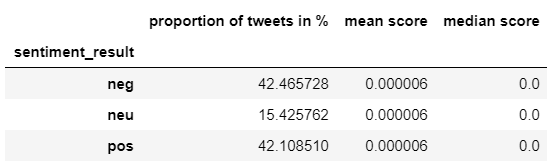 proportion of tweets in % mean score median score
sentiment_result
neg 42.465728 0.000006 0.0
neu 15.425762 0.000006 0.0
pos 42.108510 0.000006 0.0